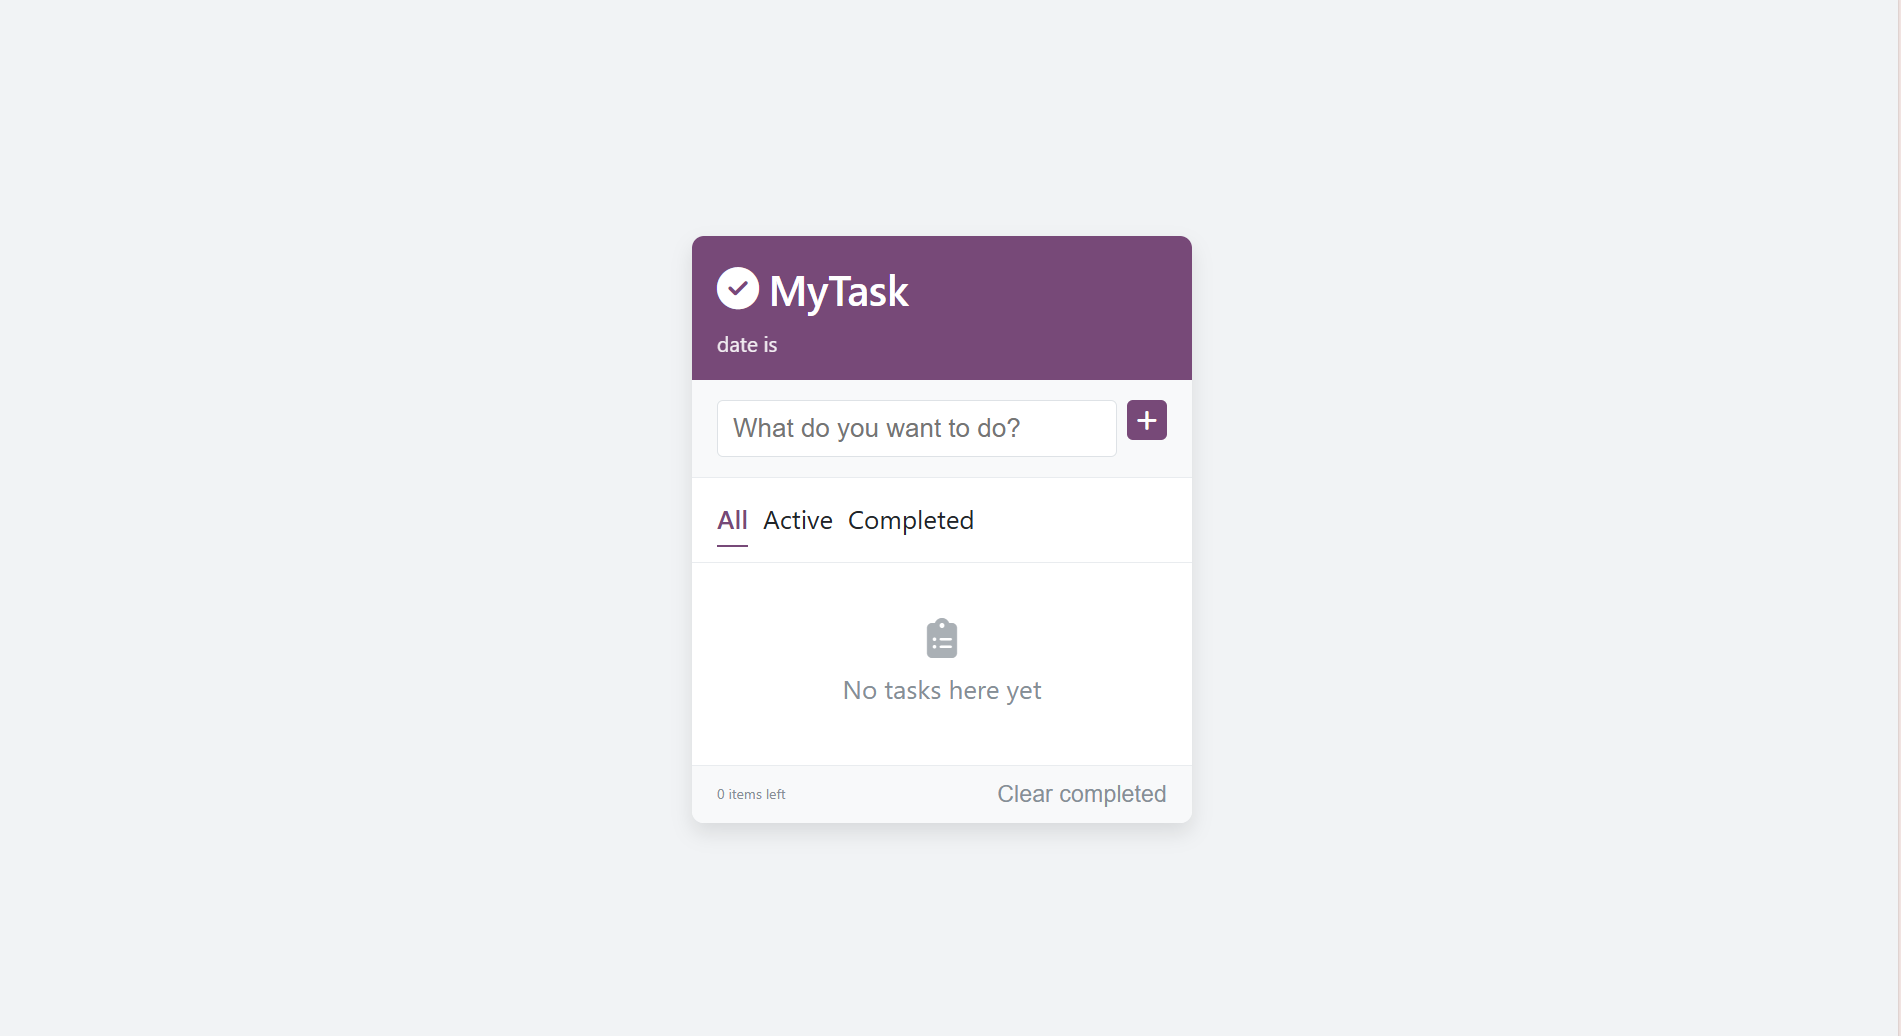 MyTask
date is
What do you want to do?
All Active Completed
No tasks here yet
0 items left Clear completed